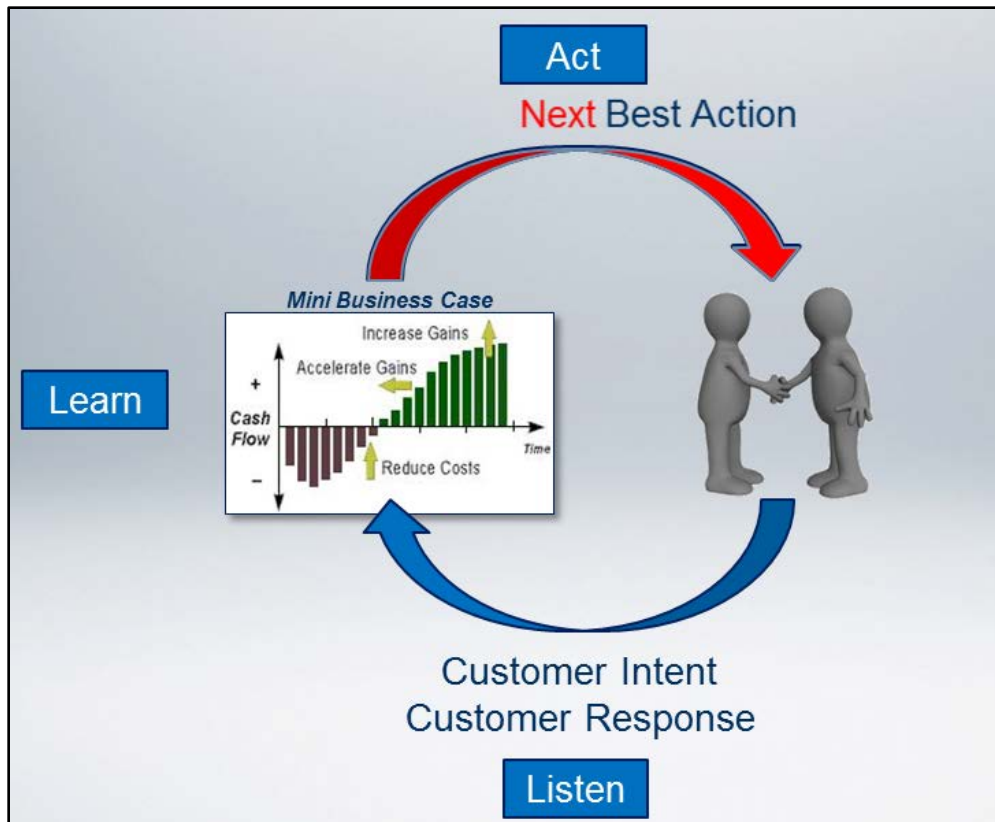 Act
Next Best Action
Mini Business Case
Increase Gains
Accelerate Gains
+
Cash
Flow
Time
–
Reduce Costs
Learn
Customer Intent
Customer Response
Listen